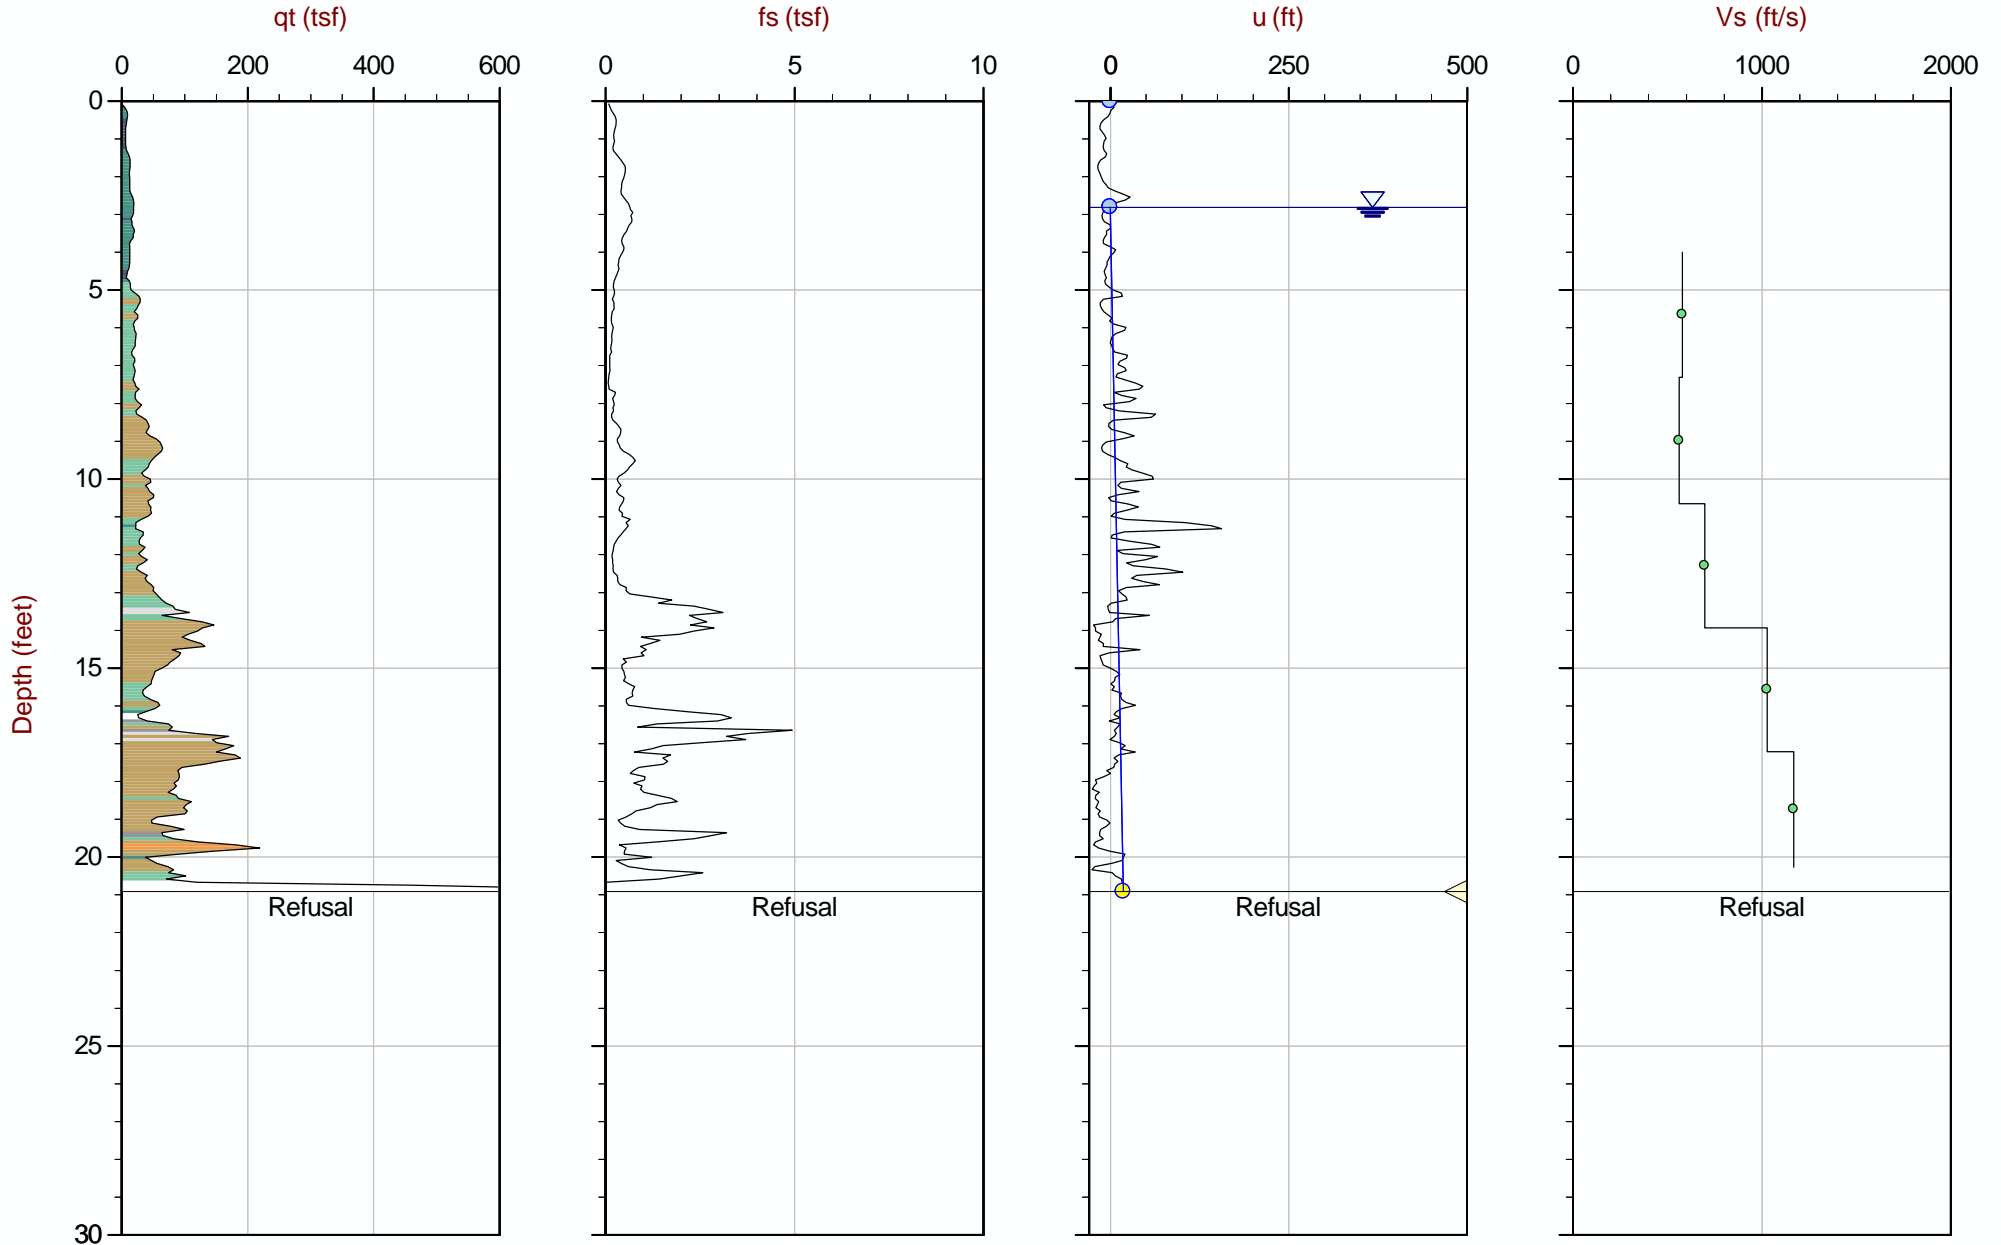 qt (tsf)
fs (tsf)
u (ft)
Vs (ft/s)
0 200 400 600
0 5 10
0 250 500
0 1000 2000
0
5
10
15
20
25
30
Depth (feet)
Refusal
Refusal
Refusal
Refusal